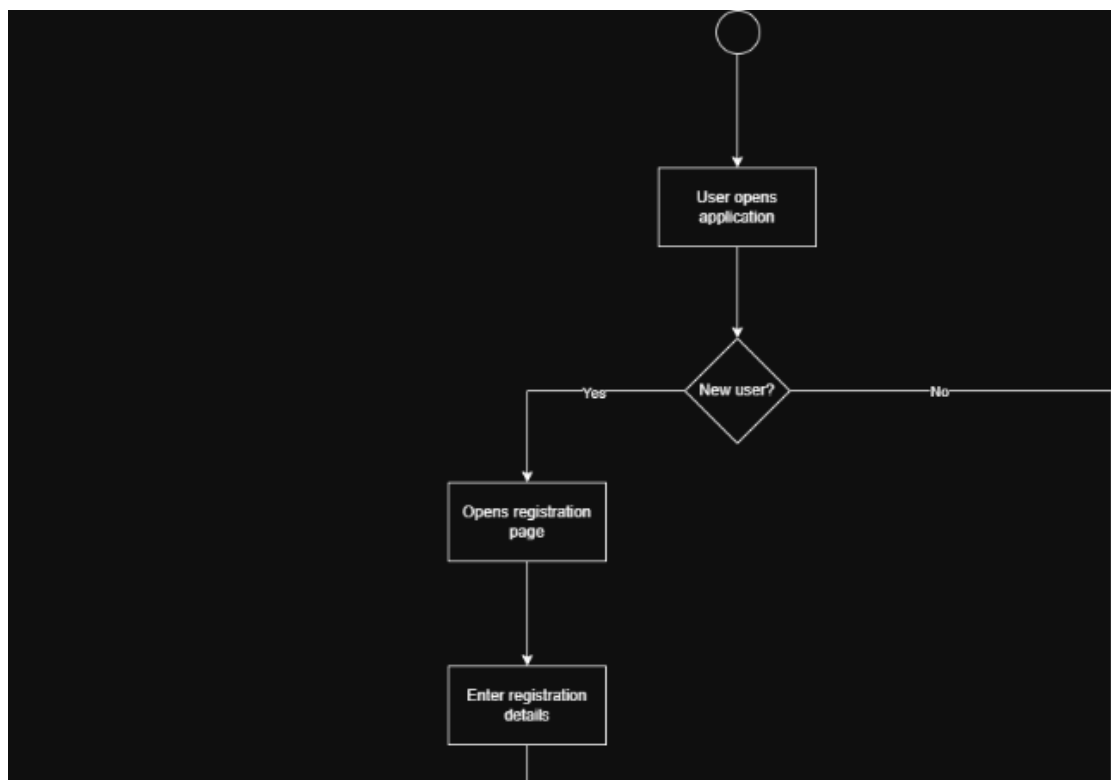 User opens
application
New user?
Yes
No
Opens registration
page
Enter registration
details